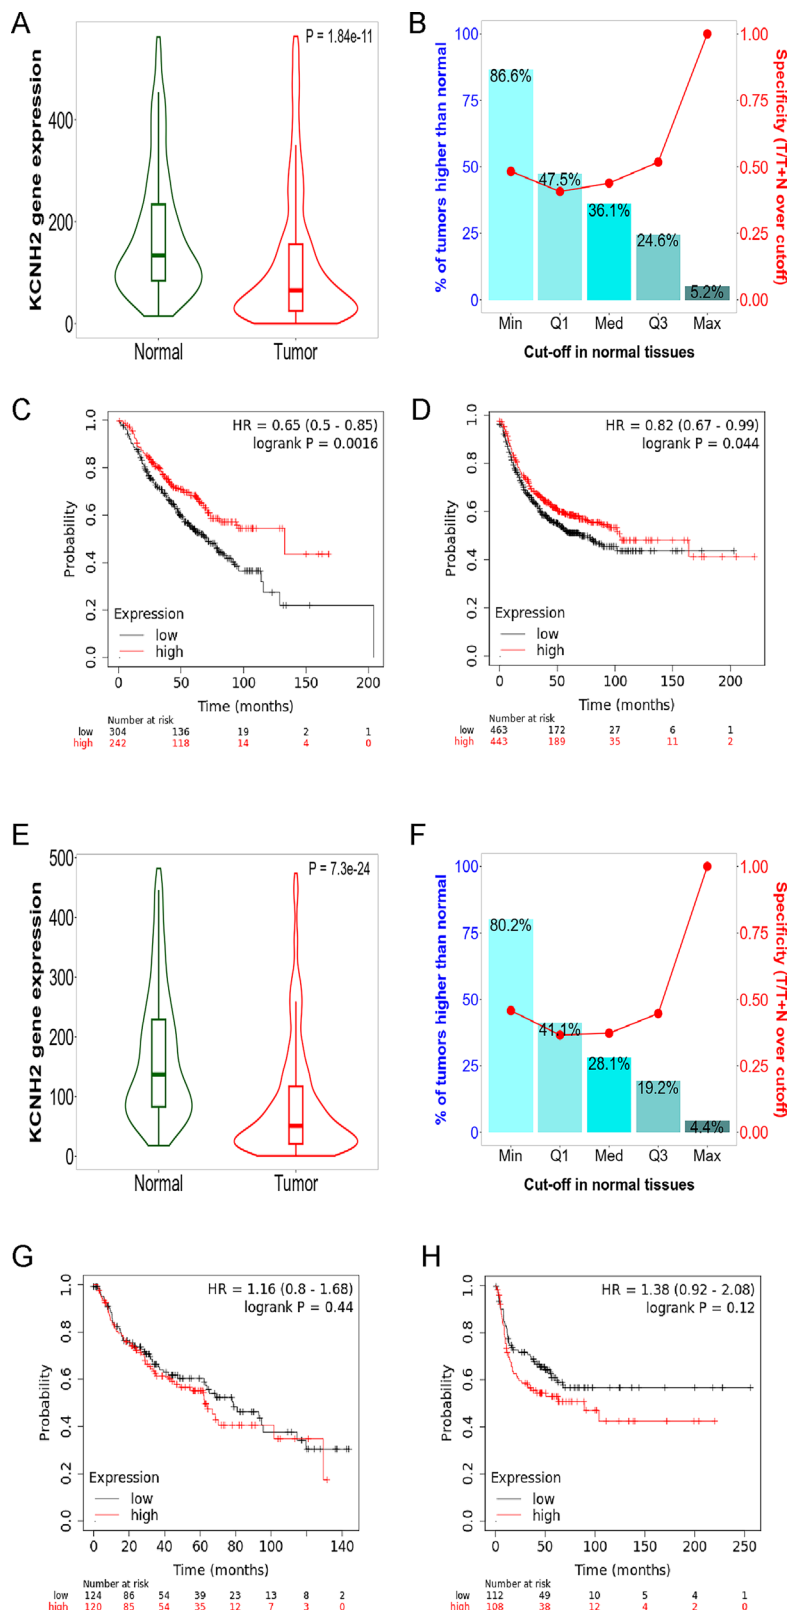 A
KCNH2 gene expression
400
200
0
P = 1.84e-11
Normal
Tumor
B
% of tumors higher than normal
100
75
50
25
0
86.6%
47.5%
36.1%
24.6%
5.2%
1.00
0.75
0.50
0.25
0.00
Specificity (T/T+N over cutoff)
Min
Q1
Med
Q3
Max
Cut-off in normal tissues
C
Probability
1.0
0.8
0.6
0.4
0.2
0.0
HR = 0.65 (0.5 - 0.85)
logrank P = 0.0016
Expression
low
high
0
50
100
150
200
Time (months)
Number at risk
low 304 136 19 2 1
high 242 118 14 4 0
D
Probability
1.0
0.8
0.6
0.4
0.2
0.0
HR = 0.82 (0.67 - 0.99)
logrank P = 0.044
Expression
low
high
0
50
100
150
200
Time (months)
Number at risk
low 463 172 27 6 1
high 443 189 35 11 2
E
KCNH2 gene expression
500
400
300
200
100
0
P = 7.3e-24
Normal
Tumor
F
% of tumors higher than normal
100
75
50
25
0
80.2%
41.1%
28.1%
19.2%
4.4%
1.00
0.75
0.50
0.25
0.00
Specificity (T/T+N over cutoff)
Min
Q1
Med
Q3
Max
Cut-off in normal tissues
G
Probability
1.0
0.8
0.6
0.4
0.2
0.0
HR = 1.16 (0.8 - 1.68)
logrank P = 0.44
Expression
low
high
0
20
40
60
80
100
120
140
Time (months)
Number at risk
low 124 86 54 39 23 13 8 2
high 120 85 54 35 12 7 3 0
H
Probability
1.0
0.8
0.6
0.4
0.2
0.0
HR = 1.38 (0.92 - 2.08)
logrank P = 0.12
Expression
low
high
0
50
100
150
200
250
Time (months)
Number at risk
low 112 49 10 5 4 1
high 108 38 12 4 2 0